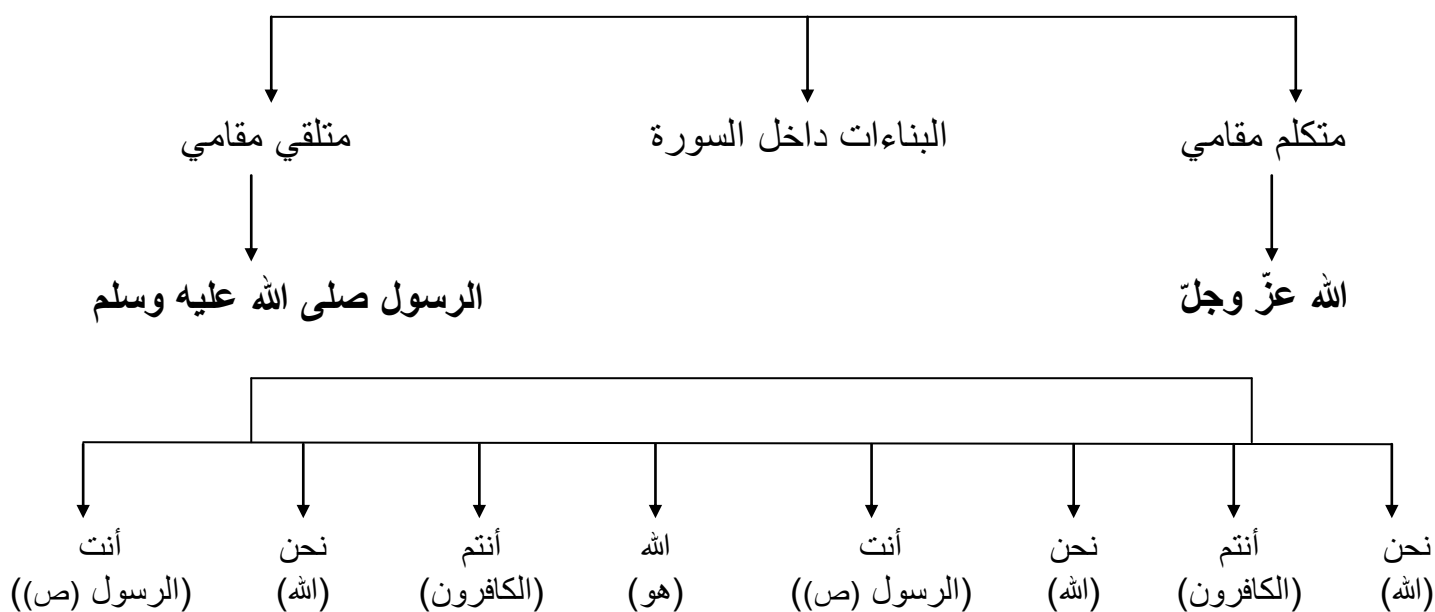 متكلم مقامي البناءات داخل السورة متلقي مقامي
الله عزّ وجلّ الرسول صلى الله عليه وسلم
نحن أنتم نحن أنت الله أنتم نحن أنت
(الله) (الكافرون) (الله) (الرسول (ص)) (هو) (الكافرون) (الله) (الرسول (ص))